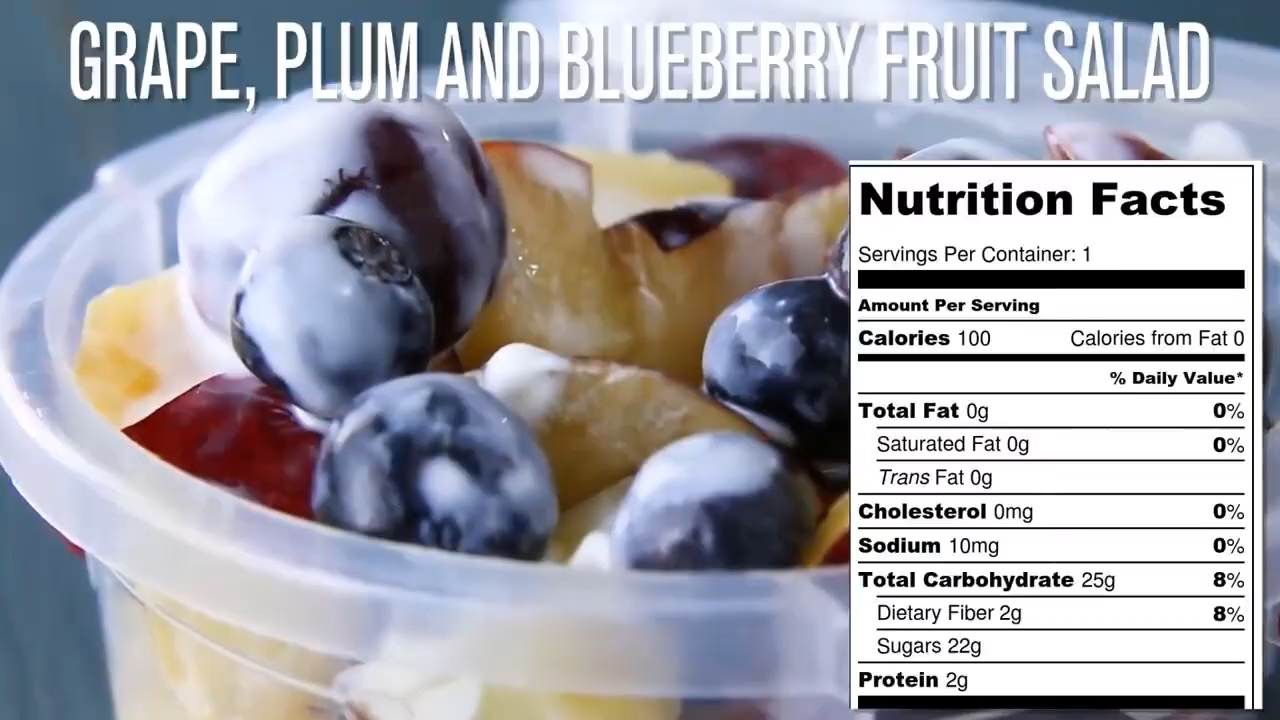 GRAPE, PLUM AND BLUEBERRY FRUIT SALAD
Nutrition Facts
Servings Per Container: 1
Amount Per Serving
Calories 100 Calories from Fat 0
% Daily Value*
Total Fat 0g 0%
Saturated Fat 0g 0%
Trans Fat 0g
Cholesterol 0mg 0%
Sodium 10mg 0%
Total Carbohydrate 25g 8%
Dietary Fiber 2g 8%
Sugars 22g
Protein 2g